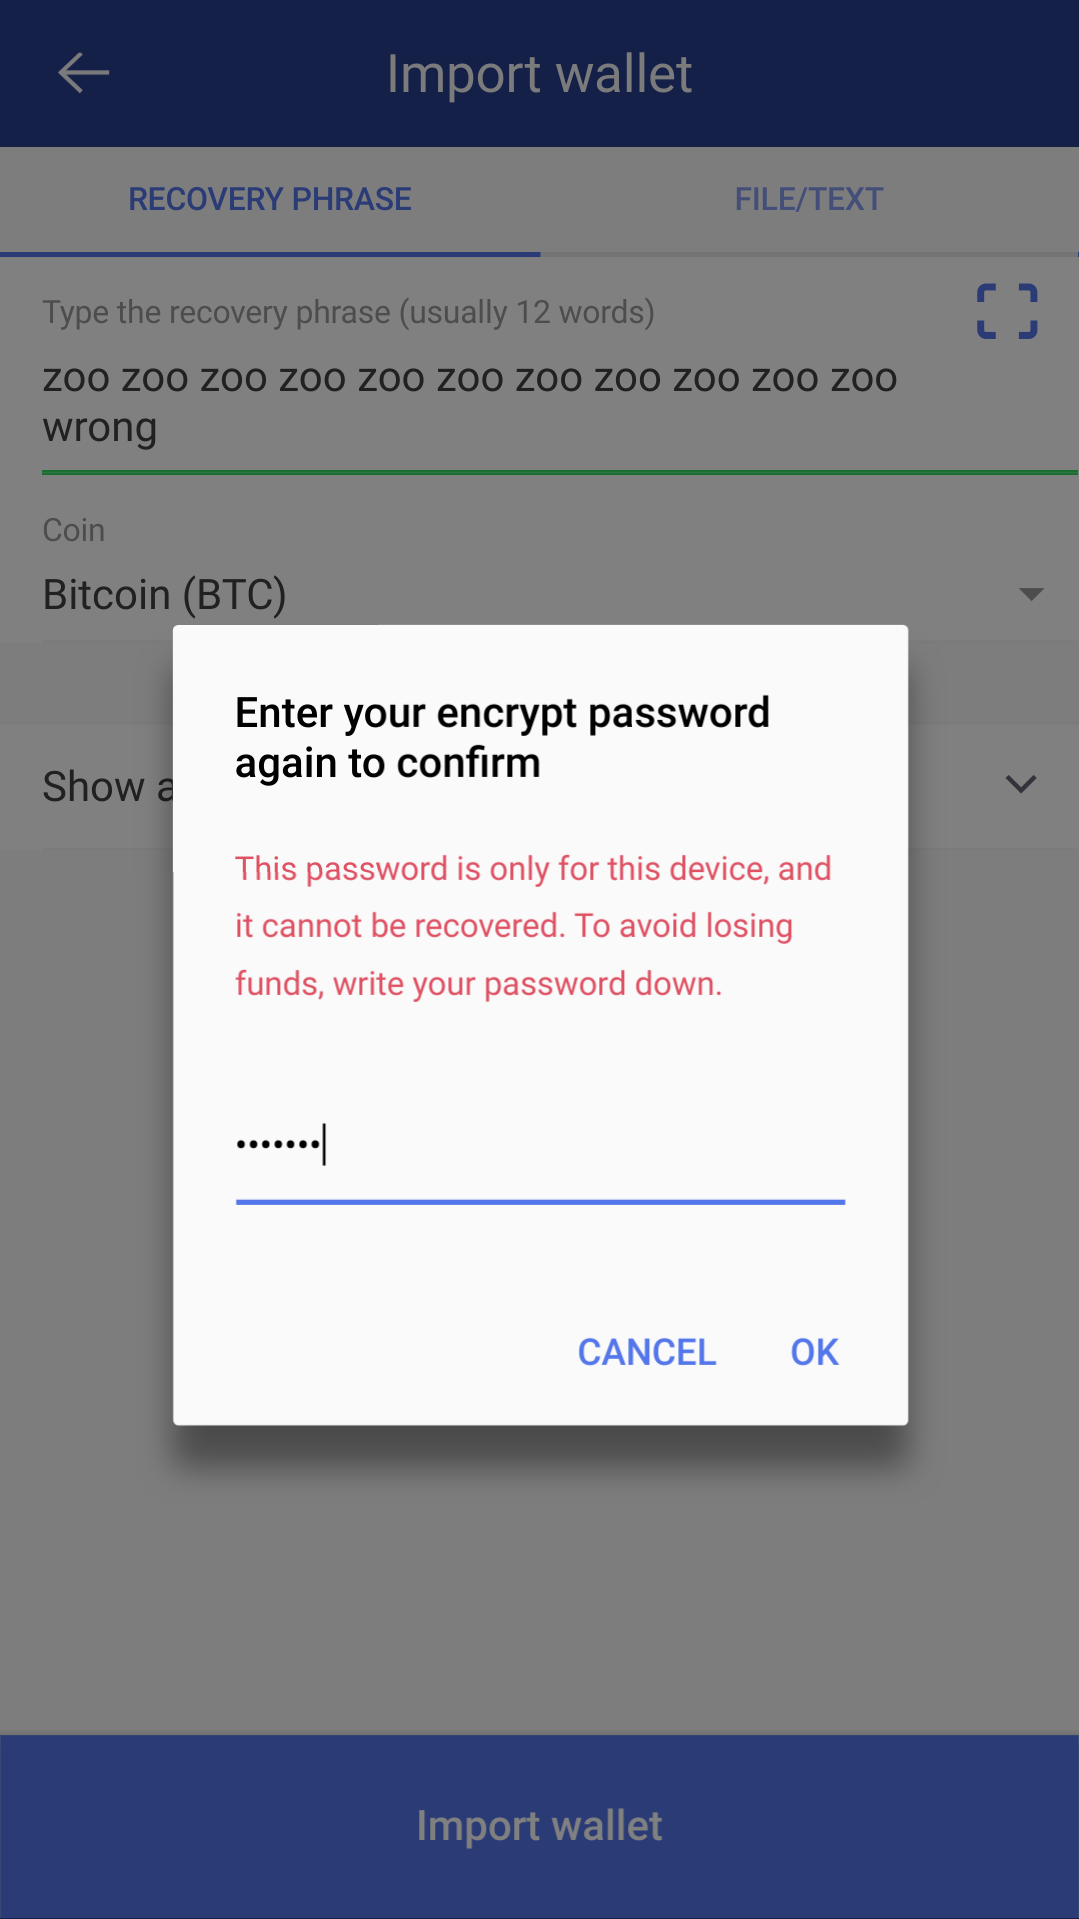 Import wallet
RECOVERY PHRASE
FILE/TEXT
Type the recovery phrase (usually 12 words)
zoo zoo zoo zoo zoo zoo zoo zoo zoo zoo zoo
wrong
Coin
Bitcoin (BTC)
Show
Enter your encrypt password
again to confirm
This password is only for this device, and
it cannot be recovered. To avoid losing
funds, write your password down.
•••••••
CANCEL
OK
Import wallet